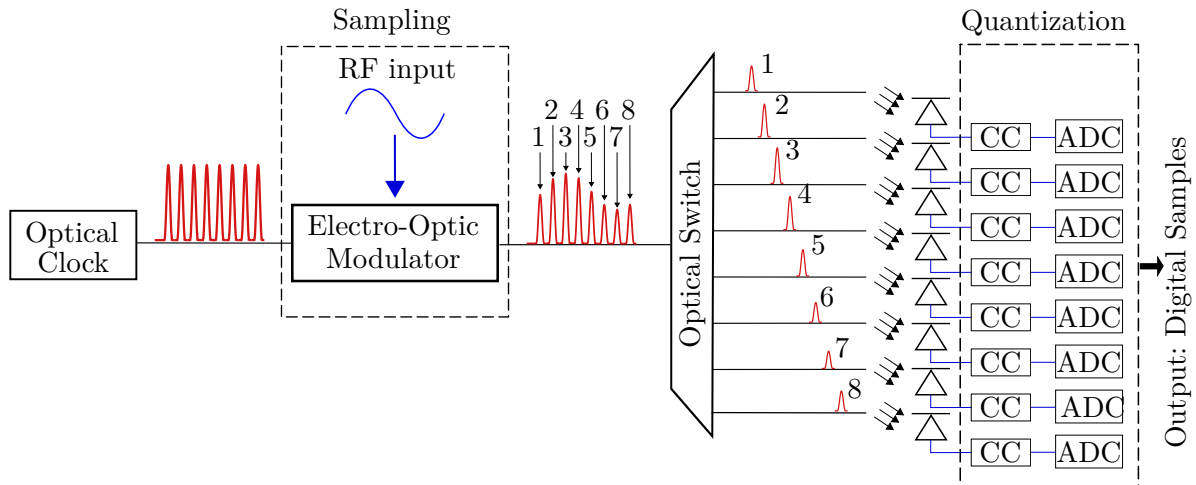 Sampling
RF input
Optical
Clock
Electro-Optic
Modulator
1
2
3
4
5
6
7
8
Optical Switch
1
2
3
4
5
6
7
8
Quantization
CC ADC
CC ADC
CC ADC
CC ADC
CC ADC
CC ADC
CC ADC
CC ADC
Output: Digital Samples